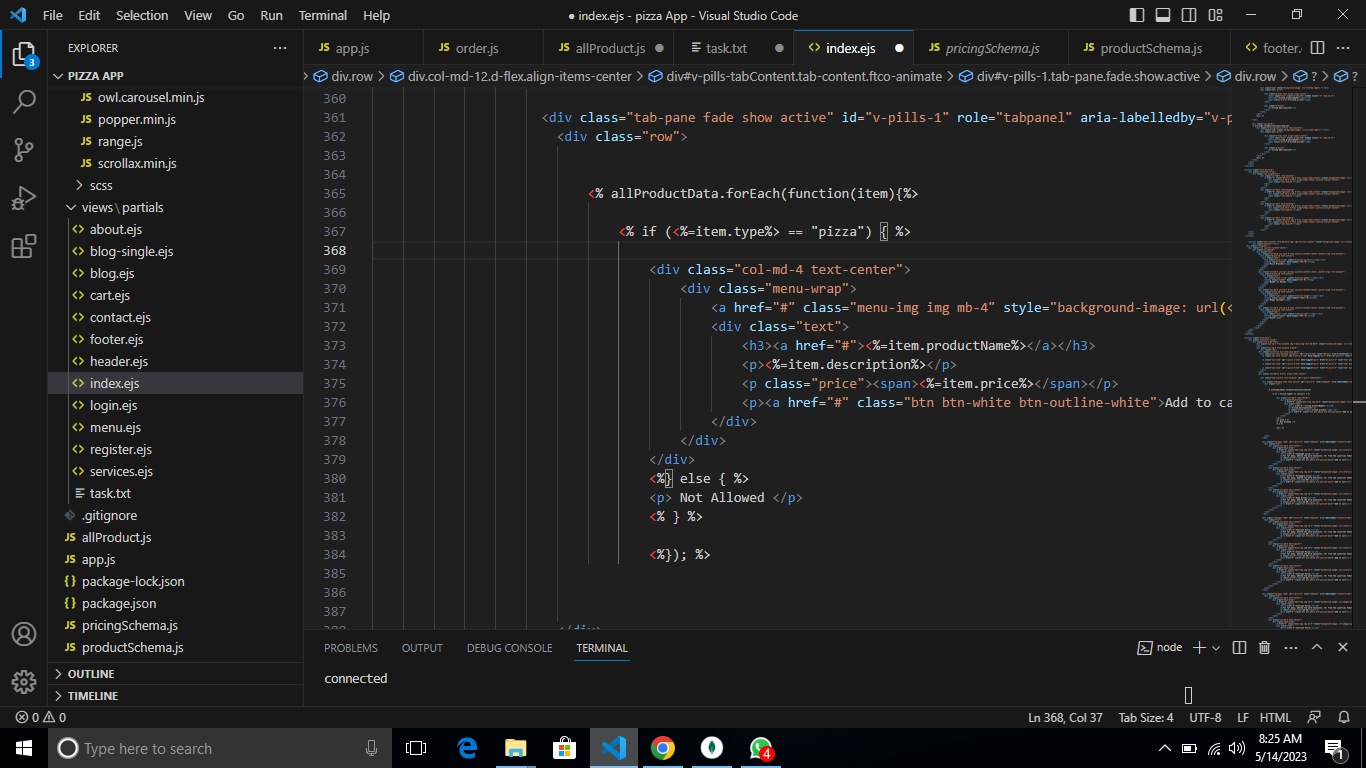 File Edit Selection View Go Run Terminal Help
● index.ejs - pizza App - Visual Studio Code
EXPLORER
JS app.js
JS order.js
JS allProduct.js
task.txt
<> index.ejs
JS pricingSchema.js
JS productSchema.js
<> footer.
PIZZA APP
JS owl.carousel.min.js
JS popper.min.js
JS range.js
JS scrollax.min.js
scss
views\partials
<> about.ejs
<> blog-single.ejs
<> blog.ejs
<> cart.ejs
<> contact.ejs
<> footer.ejs
<> header.ejs
<> index.ejs
<> login.ejs
<> menu.ejs
<> register.ejs
<> services.ejs
task.txt
.gitignore
JS allProduct.js
JS app.js
{} package-lock.json
{} package.json
JS pricingSchema.js
JS productSchema.js
OUTLINE
TIMELINE
3
> div.row > div.col-md-12.d-flex.align-items-center > div#v-pills-tabContent.tab-content.ftco-animate > div#v-pills-1.tab-pane.fade.show.active > div.row > ? > ?
360
361 <div class="tab-pane fade show active" id="v-pills-1" role="tabpanel" aria-labelledby="v-p
362 <div class="row">
363
364
365 <% allProductData.forEach(function(item){%>
366
367 <% if (<%=item.type%> == "pizza") { %>
368
369 <div class="col-md-4 text-center">
370 <div class="menu-wrap">
371 <a href="#" class="menu-img img mb-4" style="background-image: url(<
372 <div class="text">
373 <h3><a href="#"><%=item.productName%></a></h3>
374 <p><%=item.description%></p>
375 <p class="price"><span><%=item.price%></span></p>
376 <p><a href="#" class="btn btn-white btn-outline-white">Add to ca
377 </div>
378 </div>
379 </div>
380 <%} else { %>
381 <p> Not Allowed </p>
382 <% } %>
383
384 <%}); %>
385
386
387
PROBLEMS OUTPUT DEBUG CONSOLE TERMINAL
node
connected
0 0
Ln 368, Col 37 Tab Size: 4 UTF-8 LF HTML
Type here to search
4
8:25 AM
5/14/2023
1